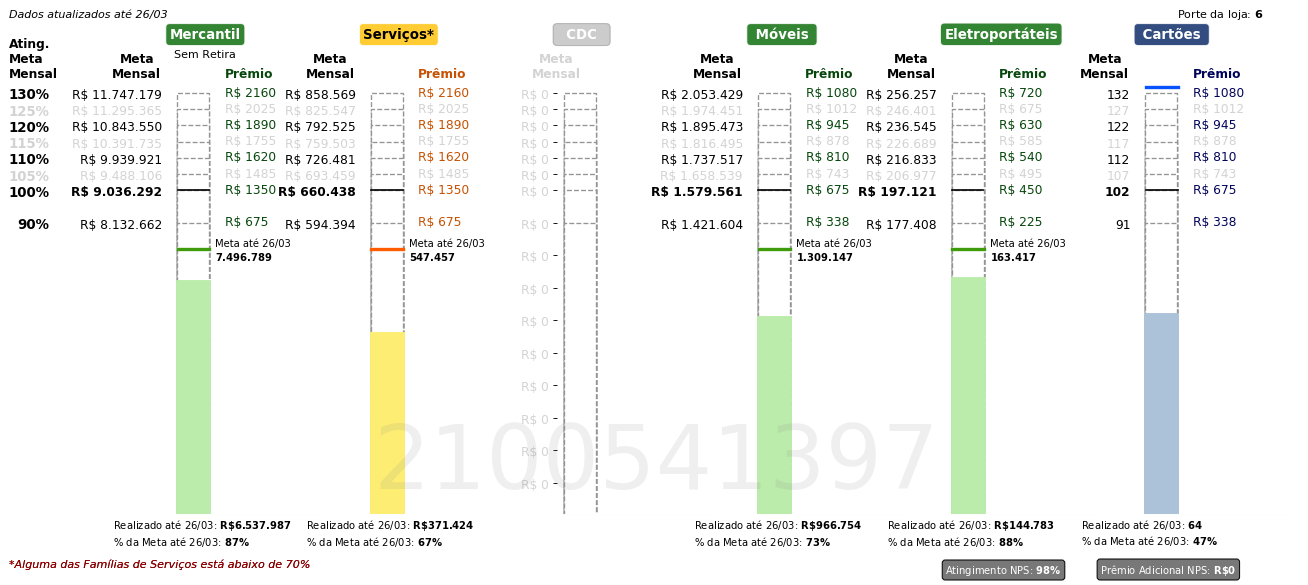 Dados atualizados até 26/03
Porte da loja: 6
Mercantil Serviços* CDC Móveis Eletroportáteis Cartões
Sem Retira
Ating. Meta Mensal
Meta Mensal Prêmio Meta Mensal Prêmio Meta Mensal Meta Mensal Prêmio Meta Mensal Prêmio Meta Mensal Prêmio
130% R$ 11.747.179 R$ 2160 R$ 858.569 R$ 2160 R$ 0 R$ 2.053.429 R$ 1080 R$ 256.257 R$ 720 132 R$ 1080
125% R$ 11.295.365 R$ 2025 R$ 825.547 R$ 2025 R$ 0 R$ 1.974.451 R$ 1012 R$ 246.401 R$ 675 127 R$ 1012
120% R$ 10.843.550 R$ 1890 R$ 792.525 R$ 1890 R$ 0 R$ 1.895.473 R$ 945 R$ 236.545 R$ 630 122 R$ 945
115% R$ 10.391.735 R$ 1755 R$ 759.503 R$ 1755 R$ 0 R$ 1.816.495 R$ 878 R$ 226.689 R$ 585 117 R$ 878
110% R$ 9.939.921 R$ 1620 R$ 726.481 R$ 1620 R$ 0 R$ 1.737.517 R$ 810 R$ 216.833 R$ 540 112 R$ 810
105% R$ 9.488.106 R$ 1485 R$ 693.459 R$ 1485 R$ 0 R$ 1.658.539 R$ 743 R$ 206.977 R$ 495 107 R$ 743
100% R$ 9.036.292 R$ 1350 R$ 660.438 R$ 1350 R$ 0 R$ 1.579.561 R$ 675 R$ 197.121 R$ 450 102 R$ 675
90% R$ 8.132.662 R$ 675 R$ 594.394 R$ 675 R$ 0 R$ 1.421.604 R$ 338 R$ 177.408 R$ 225 91 R$ 338
Meta até 26/03 Meta até 26/03 Meta até 26/03 Meta até 26/03
7.496.789 547.457 R$ 0 1.309.147 163.417
R$ 0
R$ 0
R$ 0
R$ 0
R$ 0
R$ 0
R$ 0
2100541397
Realizado até 26/03: R$6.537.987 Realizado até 26/03: R$371.424 Realizado até 26/03: R$966.754 Realizado até 26/03: R$144.783 Realizado até 26/03: 64
% da Meta até 26/03: 87% % da Meta até 26/03: 67% % da Meta até 26/03: 73% % da Meta até 26/03: 88% % da Meta até 26/03: 47%
*Alguma das Famílias de Serviços está abaixo de 70%
Atingimento NPS: 98% Prêmio Adicional NPS: R$0